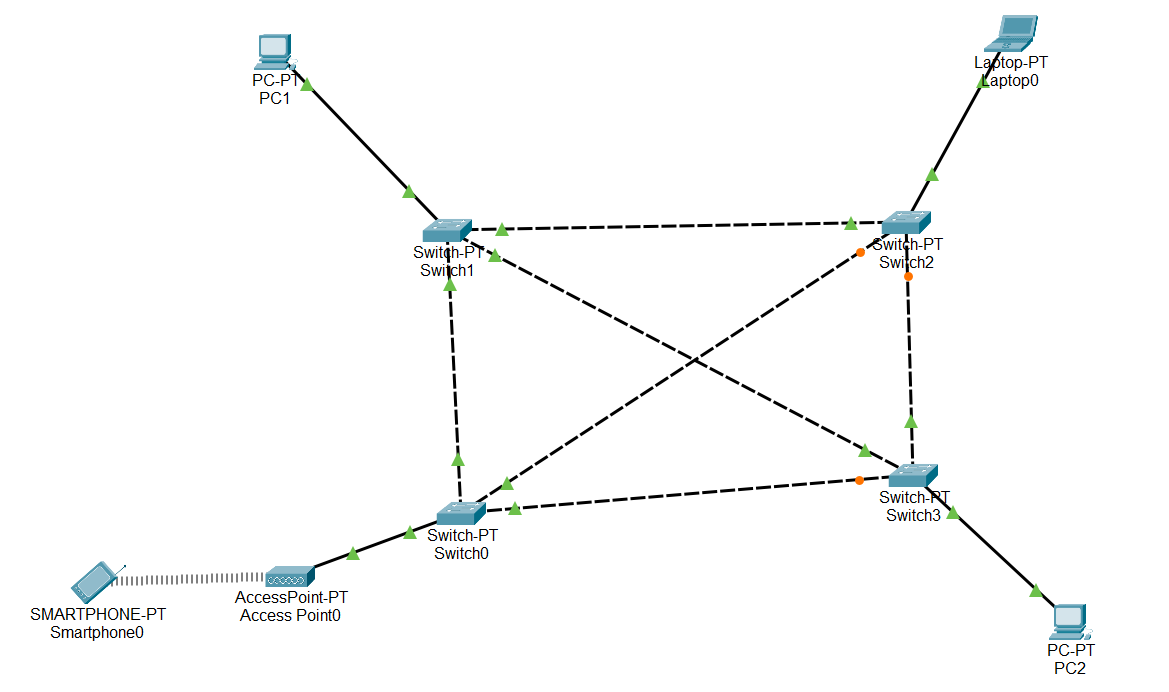 PC-PT
PC1
Laptop-PT
Laptop0
Switch-PT
Switch1
Switch-PT
Switch2
Switch-PT
Switch0
Switch-PT
Switch3
SMARTPHONE-PT
Smartphone0
AccessPoint-PT
Access Point0
PC-PT
PC2